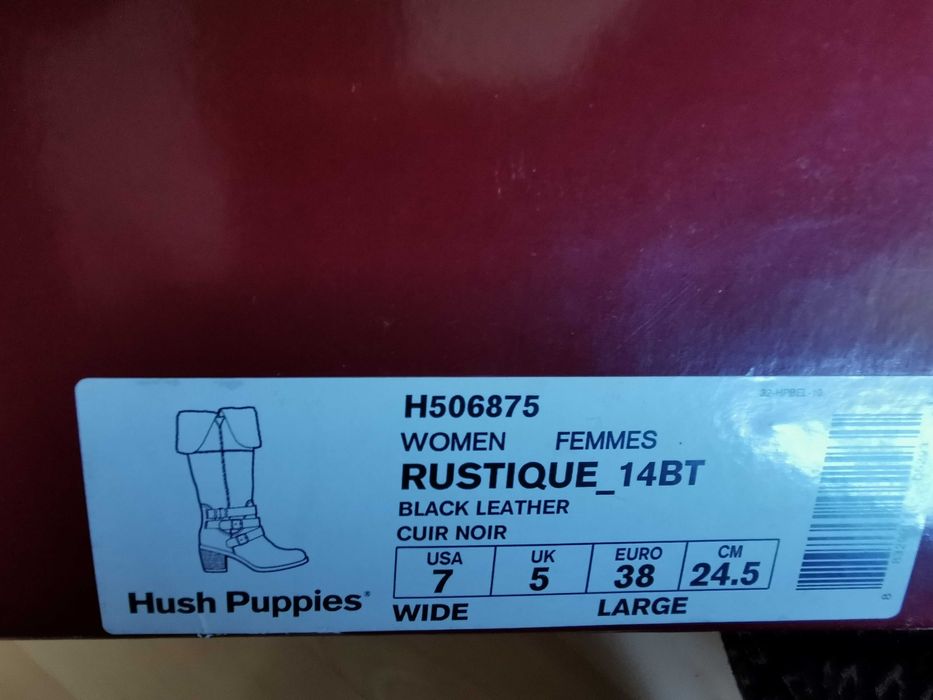 H506875
WOMEN FEMMES
RUSTIQUE_14BT
BLACK LEATHER
CUIR NOIR
USA UK EURO CM
7 5 38 24.5
WIDE LARGE
Hush Puppies®